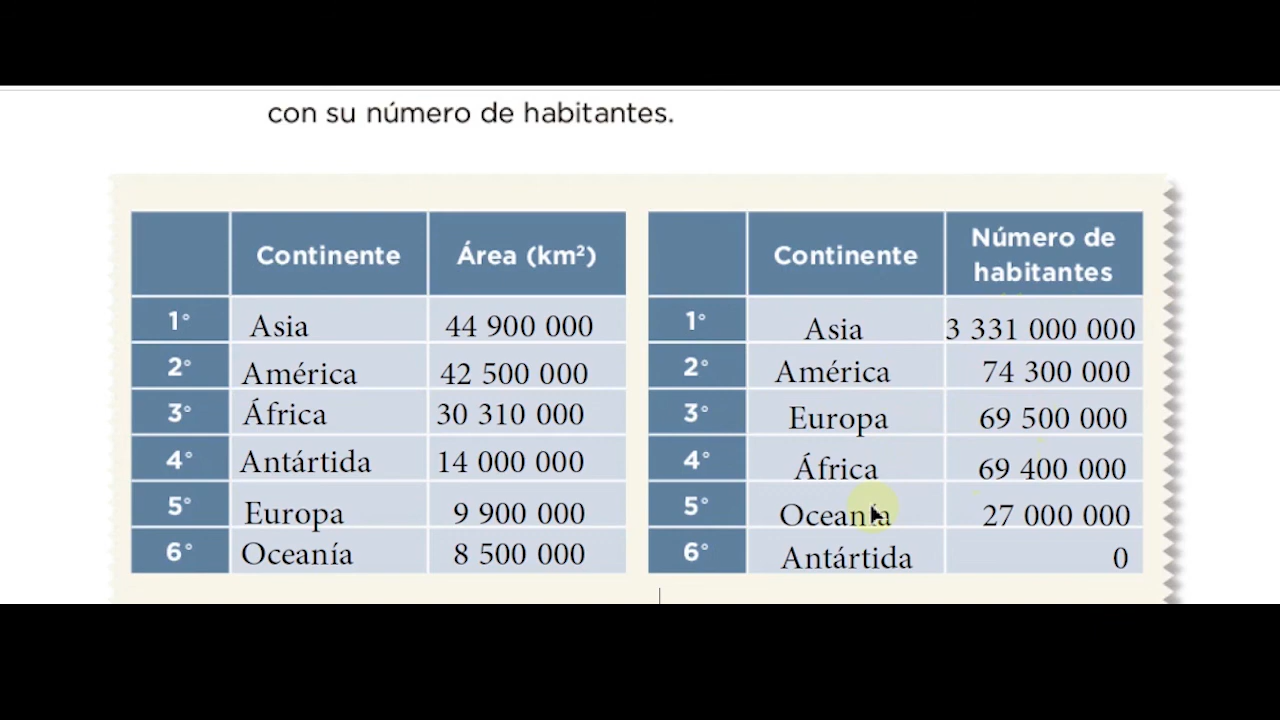 con su número de habitantes.
Continente Área (km²)
1° Asia 44 900 000
2° América 42 500 000
3° África 30 310 000
4° Antártida 14 000 000
5° Europa 9 900 000
6° Oceanía 8 500 000
Continente Número de
habitantes
1° Asia 3 331 000 000
2° América 74 300 000
3° Europa 69 500 000
4° África 69 400 000
5° Oceanía 27 000 000
6° Antártida 0